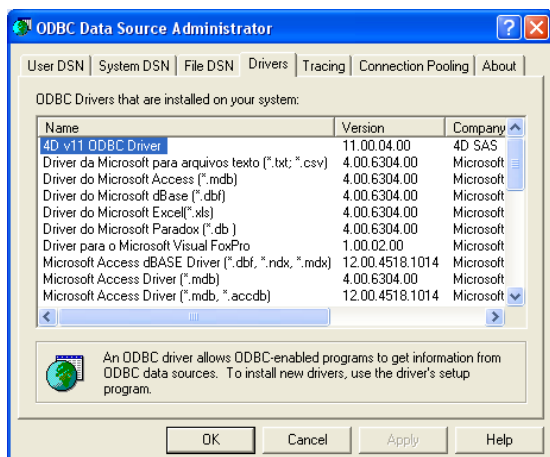 ODBC Data Source Administrator
User DSN System DSN File DSN Drivers Tracing Connection Pooling About
ODBC Drivers that are installed on your system:
Name Version Company
4D v11 ODBC Driver 11.00.04.00 4D SAS
Driver da Microsoft para arquivos texto (*.txt; *.csv) 4.00.6304.00 Microsoft
Driver do Microsoft Access (*.mdb) 4.00.6304.00 Microsoft
Driver do Microsoft dBase (*.dbf) 4.00.6304.00 Microsoft
Driver do Microsoft Excel(*.xls) 4.00.6304.00 Microsoft
Driver do Microsoft Paradox (*.db ) 4.00.6304.00 Microsoft
Driver para o Microsoft Visual FoxPro 1.00.02.00 Microsoft
Microsoft Access dBASE Driver (*.dbf, *.ndx, *.mdx) 12.00.4518.1014 Microsoft
Microsoft Access Driver (*.mdb) 4.00.6304.00 Microsoft
Microsoft Access Driver (*.mdb, *.accdb) 12.00.4518.1014 Microsoft
An ODBC driver allows ODBC-enabled programs to get information from
ODBC data sources. To install new drivers, use the driver's setup
program.
OK Cancel Apply Help